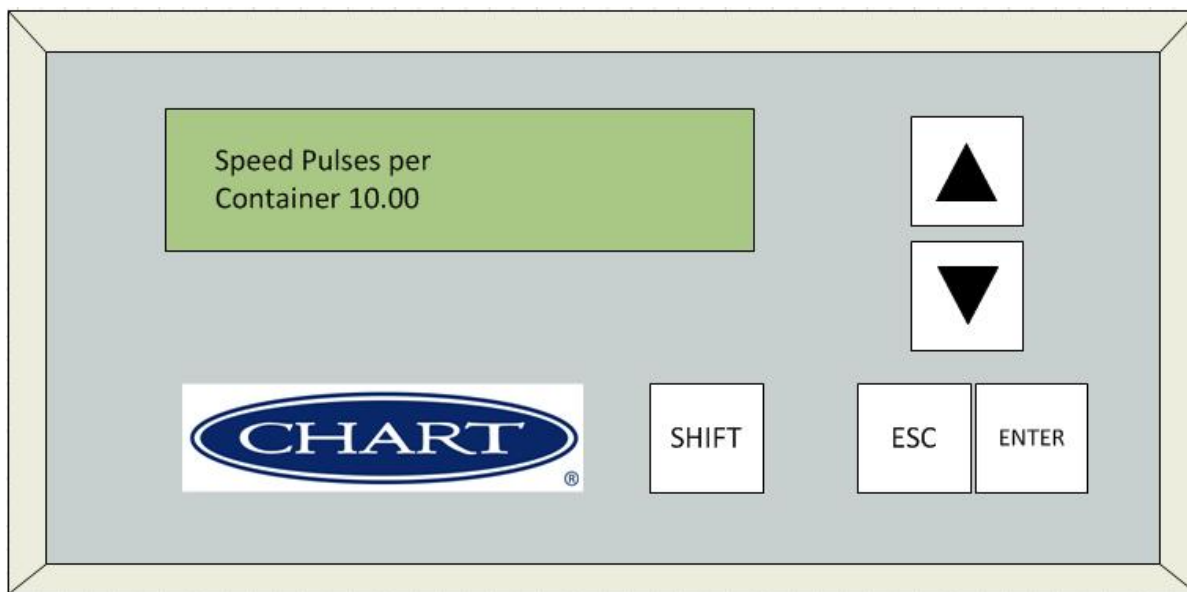 Speed Pulses per
Container 10.00
CHART
®
SHIFT
ESC
ENTER